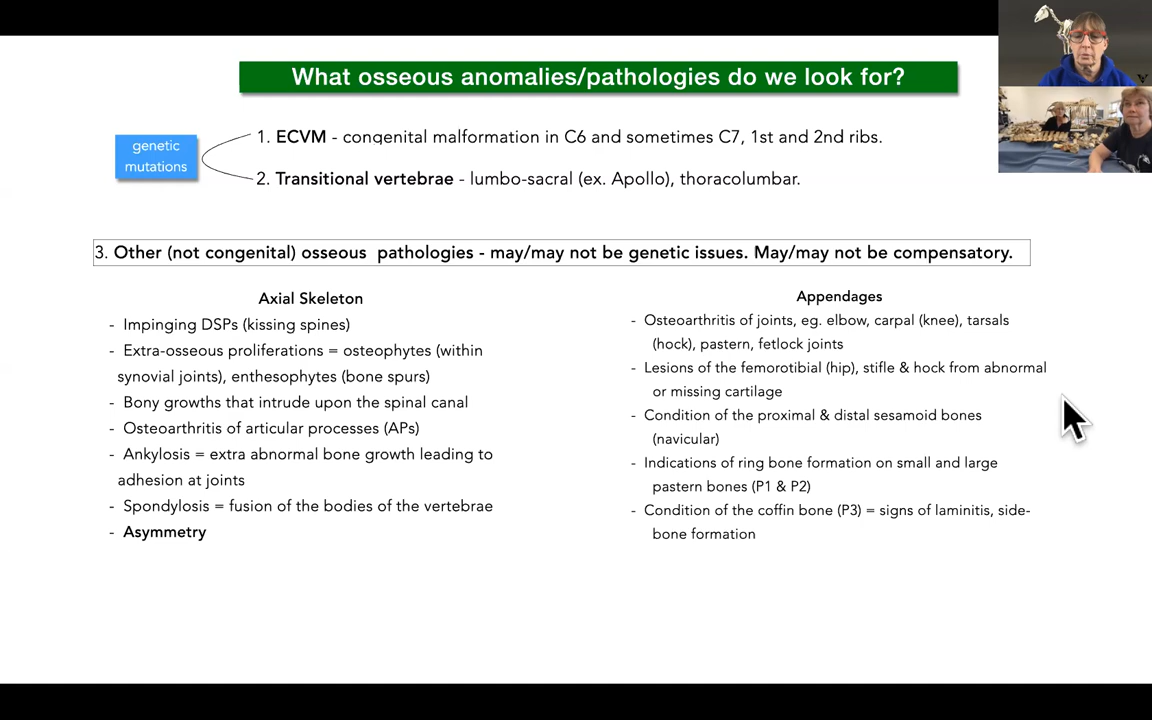 What osseous anomalies/pathologies do we look for?
genetic
mutations
1. ECVM - congenital malformation in C6 and sometimes C7, 1st and 2nd ribs.
2. Transitional vertebrae - lumbo-sacral (ex. Apollo), thoracolumbar.
3. Other (not congenital) osseous pathologies - may/may not be genetic issues. May/may not be compensatory.
Axial Skeleton
- Impinging DSPs (kissing spines)
- Extra-osseous proliferations = osteophytes (within
synovial joints), enthesophytes (bone spurs)
- Bony growths that intrude upon the spinal canal
- Osteoarthritis of articular processes (APs)
- Ankylosis = extra abnormal bone growth leading to
adhesion at joints
- Spondylosis = fusion of the bodies of the vertebrae
- Asymmetry
Appendages
- Osteoarthritis of joints, eg. elbow, carpal (knee), tarsals
(hock), pastern, fetlock joints
- Lesions of the femorotibial (hip), stifle & hock from abnormal
or missing cartilage
- Condition of the proximal & distal sesamoid bones
(navicular)
- Indications of ring bone formation on small and large
pastern bones (P1 & P2)
- Condition of the coffin bone (P3) = signs of laminitis, side-
bone formation